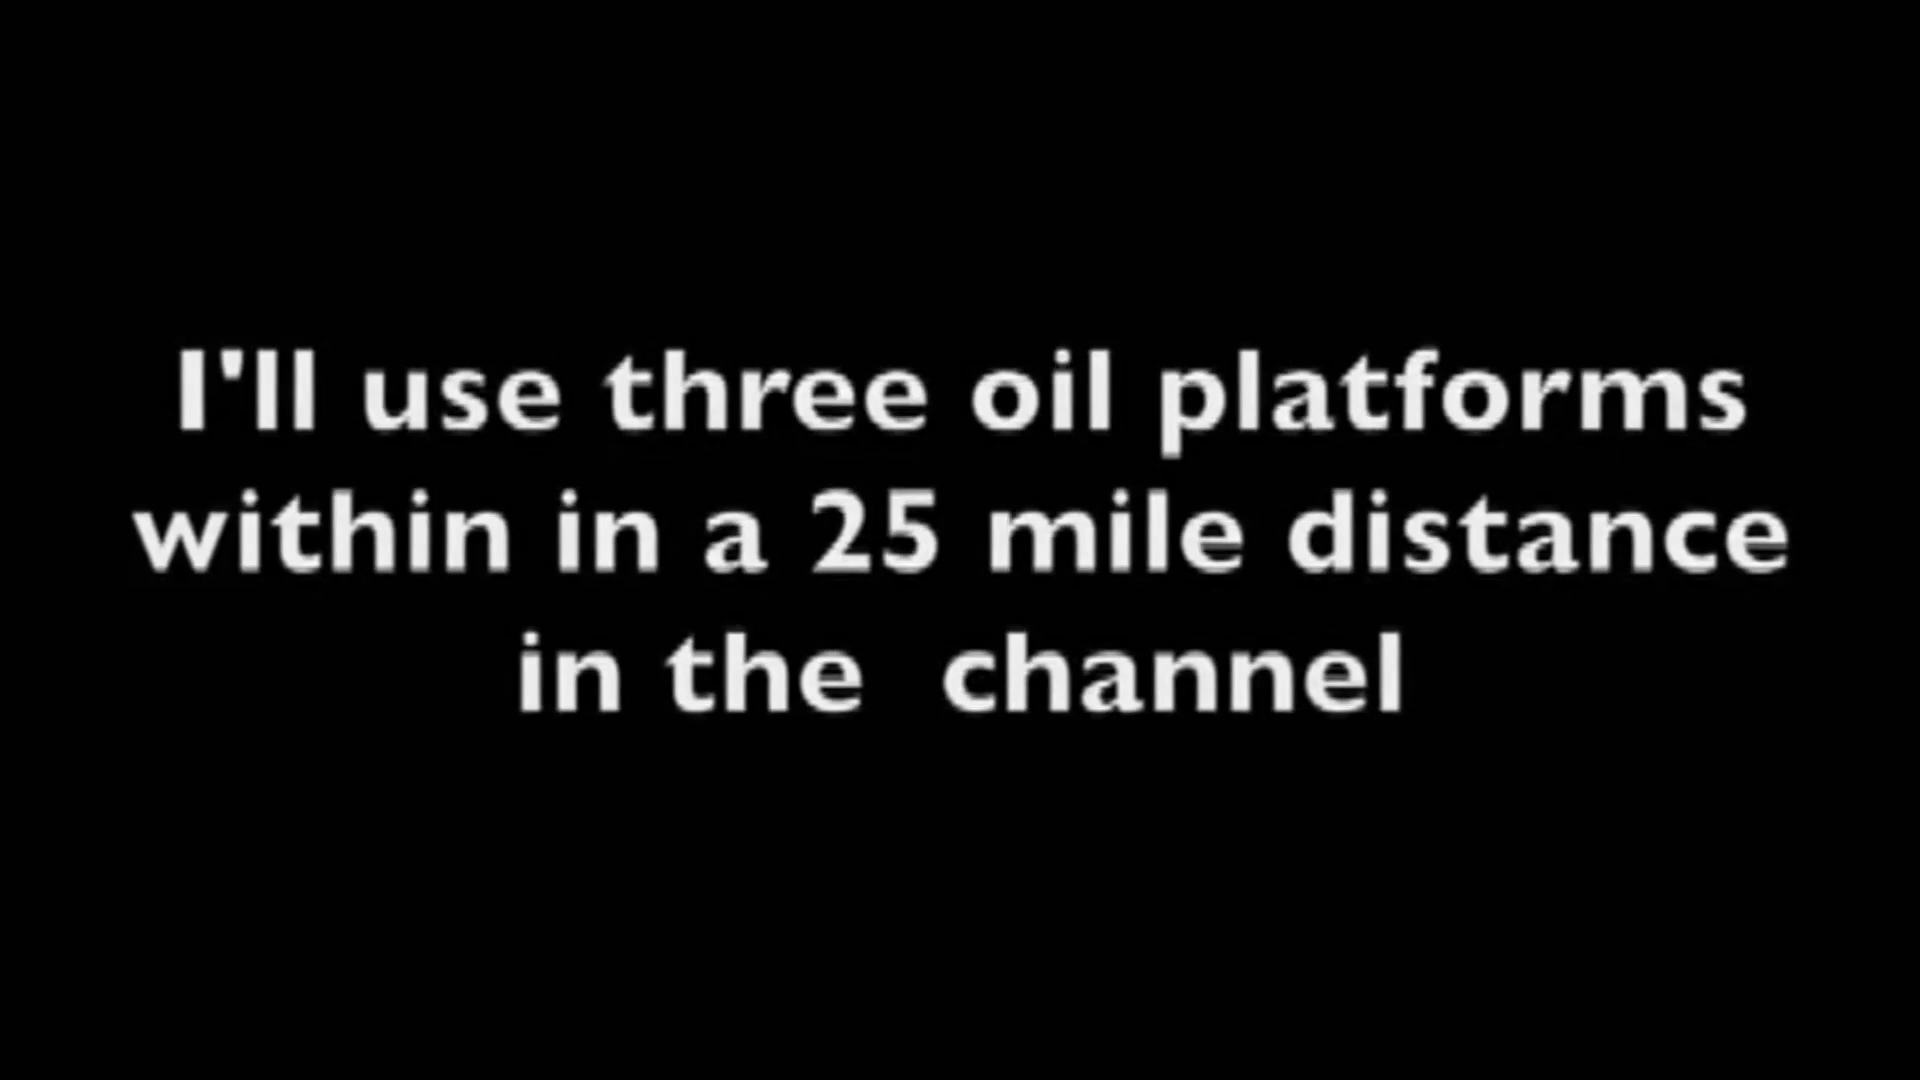 I'll use three oil platforms
within in a 25 mile distance
in the  channel